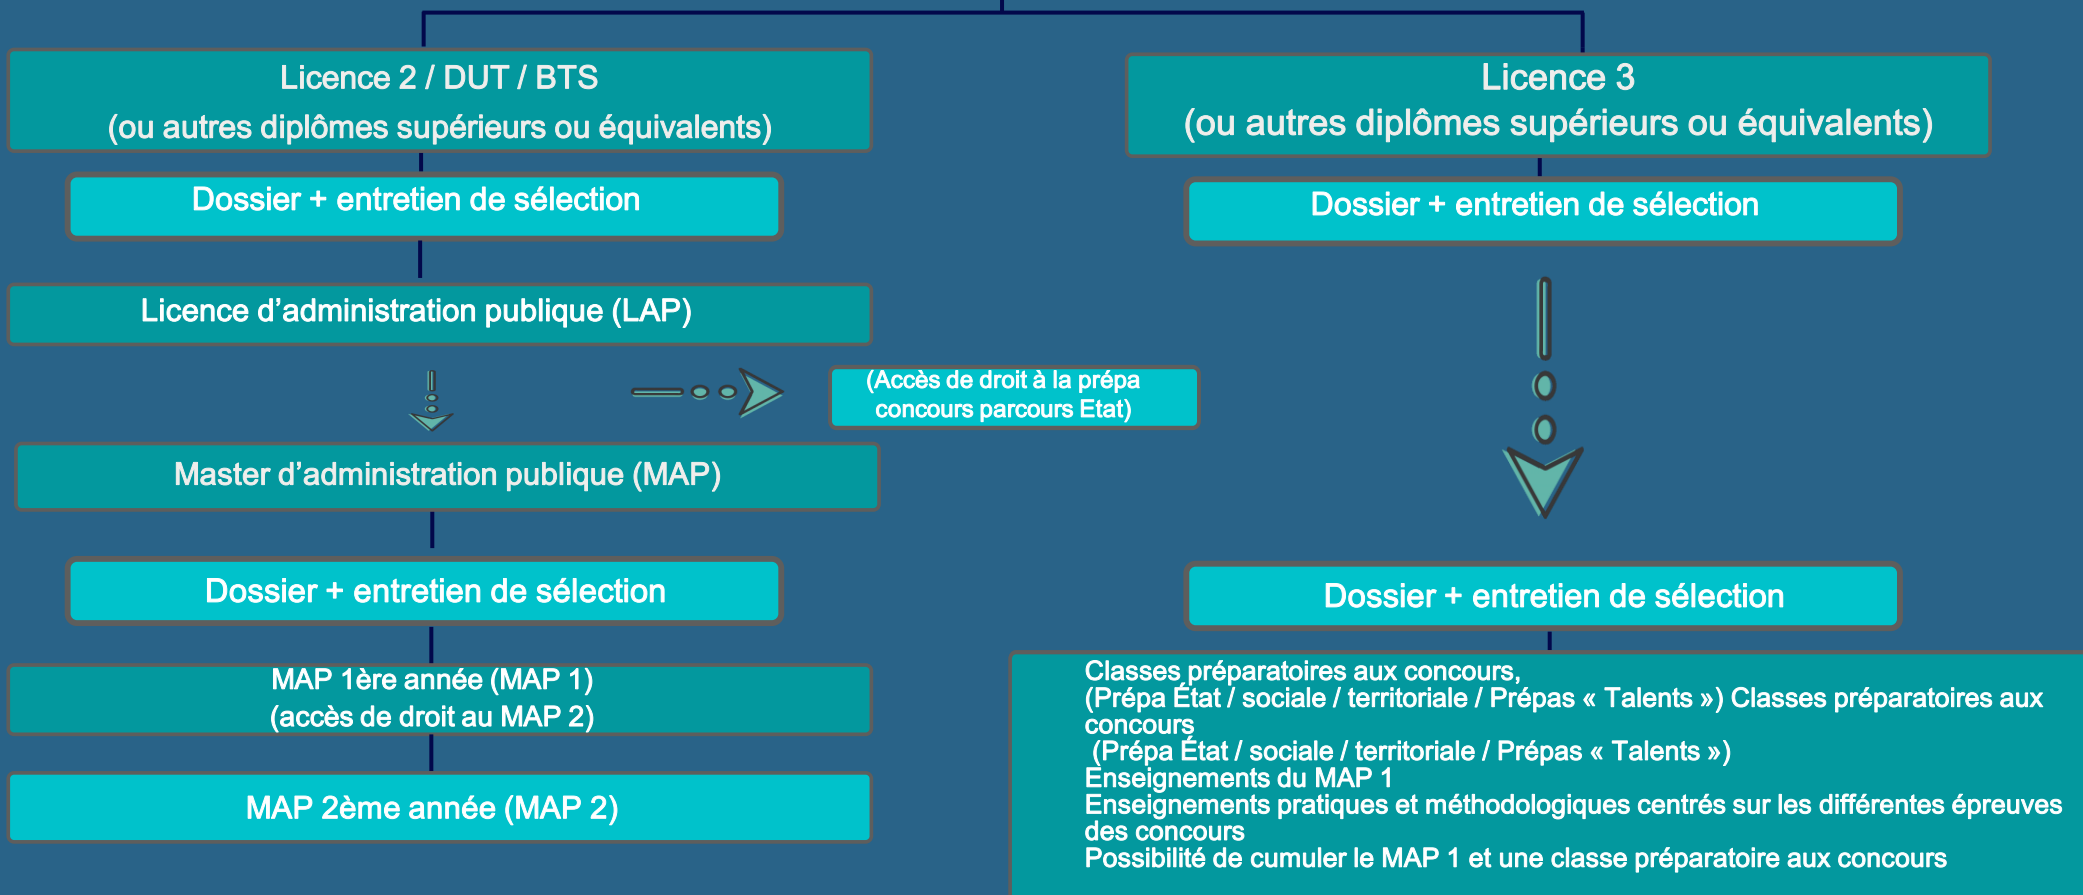 Licence 2 / DUT / BTS
(ou autres diplômes supérieurs ou équivalents)
Dossier + entretien de sélection
Licence d’administration publique (LAP)
(Accès de droit à la prépa
concours parcours Etat)
Master d’administration publique (MAP)
Dossier + entretien de sélection
MAP 1ère année (MAP 1)
(accès de droit au MAP 2)
MAP 2ème année (MAP 2)
Licence 3
(ou autres diplômes supérieurs ou équivalents)
Dossier + entretien de sélection
Dossier + entretien de sélection
Classes préparatoires aux concours,
(Prépa État / sociale / territoriale / Prépas « Talents ») Classes préparatoires aux
concours
(Prépa État / sociale / territoriale / Prépas « Talents »)
Enseignements du MAP 1
Enseignements pratiques et méthodologiques centrés sur les différentes épreuves
des concours
Possibilité de cumuler le MAP 1 et une classe préparatoire aux concours